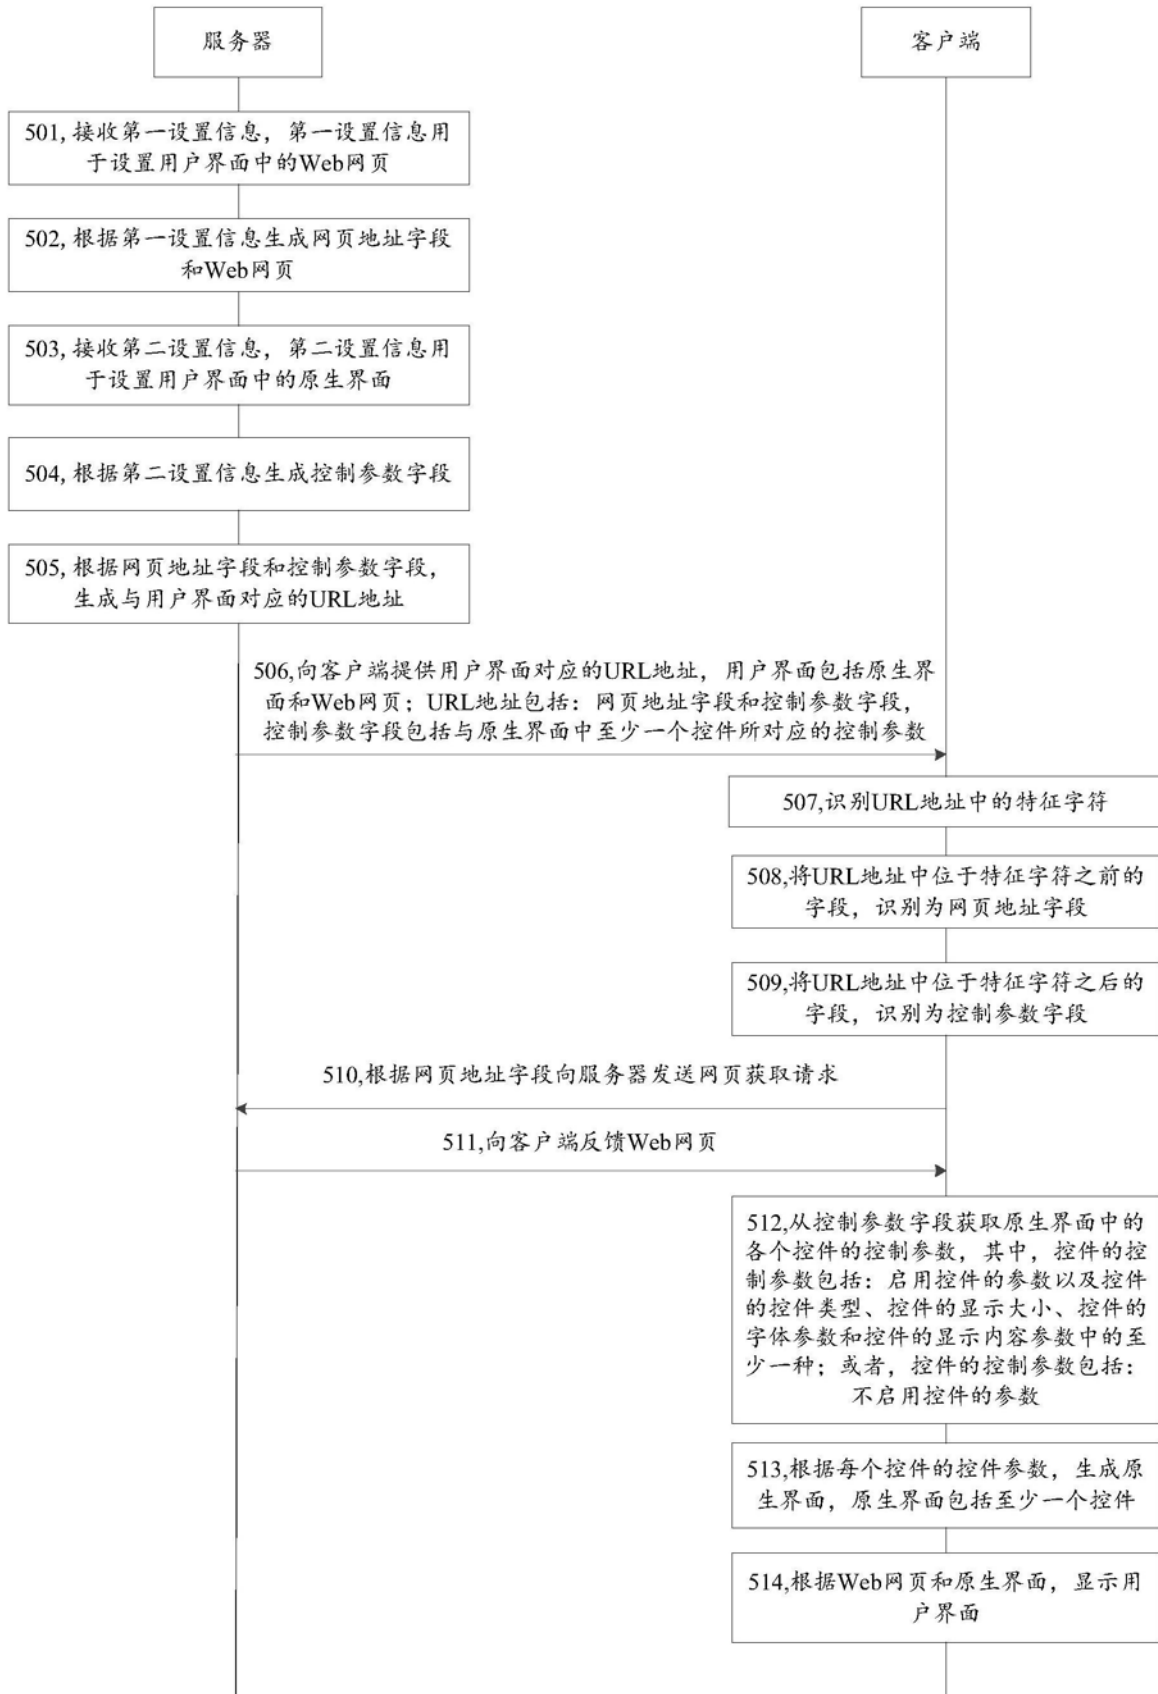 服务器
客户端
501, 接收第一设置信息，第一设置信息用
于设置用户界面中的Web网页
502, 根据第一设置信息生成网页地址字段
和Web网页
503, 接收第二设置信息，第二设置信息用
于设置用户界面中的原生界面
504, 根据第二设置信息生成控制参数字段
505, 根据网页地址字段和控制参数字段，
生成与用户界面对应的URL地址
506,向客户端提供用户界面对应的URL地址，用户界面包括原生界
面和Web网页；URL地址包括：网页地址字段和控制参数字段，
控制参数字段包括与原生界面中至少一个控件所对应的控制参数
507,识别URL地址中的特征字符
508,将URL地址中位于特征字符之前的
字段，识别为网页地址字段
509,将URL地址中位于特征字符之后的
字段，识别为控制参数字段
510,根据网页地址字段向服务器发送网页获取请求
511,向客户端反馈Web网页
512,从控制参数字段获取原生界面中的
各个控件的控制参数，其中，控件的控
制参数包括：启用控件的参数以及控件
的控件类型、控件的显示大小、控件的
字体参数和控件的显示内容参数中的至
少一种；或者，控件的控制参数包括：
不启用控件的参数
513,根据每个控件的控件参数，生成原
生界面，原生界面包括至少一个控件
514,根据Web网页和原生界面，显示用
户界面